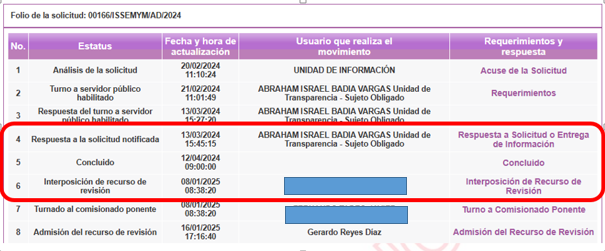 Folio de la solicitud: 00166/ISSEMYM/AD/2024
No. Estatus Fecha y hora de actualización Usuario que realiza el movimiento Requerimientos y respuesta
1 Análisis de la solicitud 20/02/2024 11:10:24 UNIDAD DE INFORMACIÓN Acuse de la Solicitud
2 Turno a servidor público habilitado 21/02/2024 11:01:49 ABRAHAM ISRAEL BADIA VARGAS Unidad de Transparencia - Sujeto Obligado Requerimientos
3 Respuesta del turno a servidor público habilitado 13/03/2024 15:27:20 ABRAHAM ISRAEL BADIA VARGAS Unidad de Transparencia - Sujeto Obligado
4 Respuesta a la solicitud notificada 13/03/2024 15:45:15 ABRAHAM ISRAEL BADIA VARGAS Unidad de Transparencia - Sujeto Obligado Respuesta a Solicitud o Entrega de Información
5 Concluido 12/04/2024 09:00:00 Concluido
6 Interposición de recurso de revisión 08/01/2025 08:38:20 Interposición de Recurso de Revisión
7 Turnado al comisionado ponente 08/01/2025 08:38:20 Turno a Comisionado Ponente
8 Admisión del recurso de revisión 16/01/2025 17:16:40 Gerardo Reyes Díaz Admisión del Recurso de Revisión